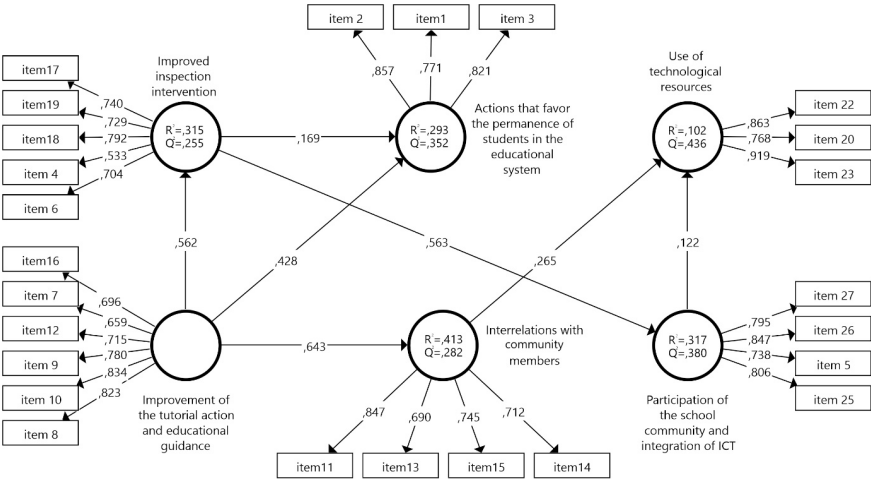 item 2
item1
item 3
,857
,771
,821
item17
item19
item18
item 4
item 6
,740
,729
,792
,533
,704
Improved
inspection
intervention
R²=,315
Q²=,255
,169
R²=,293
Q²=,352
Actions that favor
the permanence of
students in the
educational
system
Use of
technological
resources
R²=,102
Q²=,436
,863
,768
,919
item 22
item 20
item 23
,562
,428
,563
,265
,122
item16
item 7
item12
item 9
item 10
item 8
,696
,659
,715
,780
,834
,823
Improvement of
the tutorial action
and educational
guidance
,643
R²=,413
Q²=,282
Interrelations with
community
members
,847
,690
,745
,712
item11
item13
item15
item14
R²=,317
Q²=,380
Participation of
the school
community and
integration of ICT
,795
,847
,738
,806
item 27
item 26
item 5
item 25